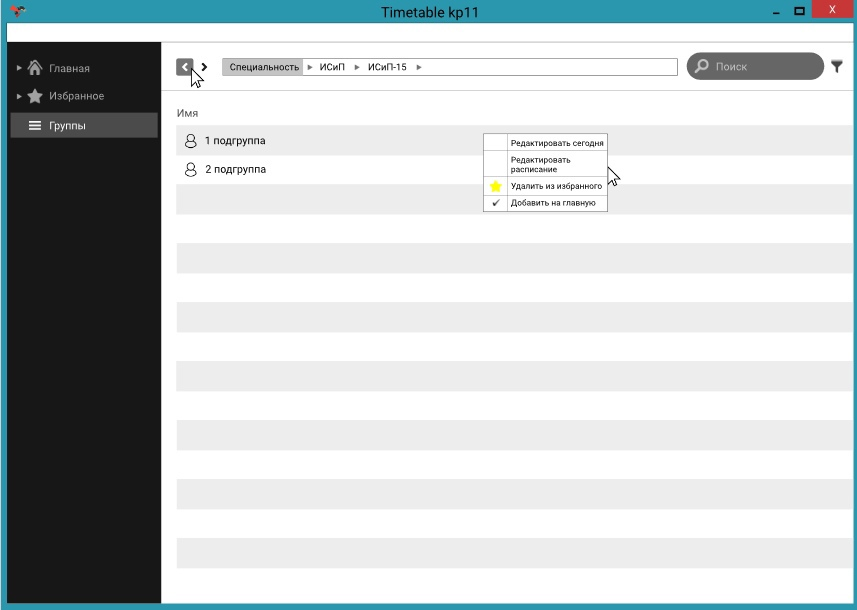 Timetable kp11
X
Главная
Избранное
Группы
Специальность ИСиП ИСиП-15
Поиск
Имя
1 подгруппа
2 подгруппа
Редактировать сегодня
Редактировать
расписание
Удалить из избранного
Добавить на главную